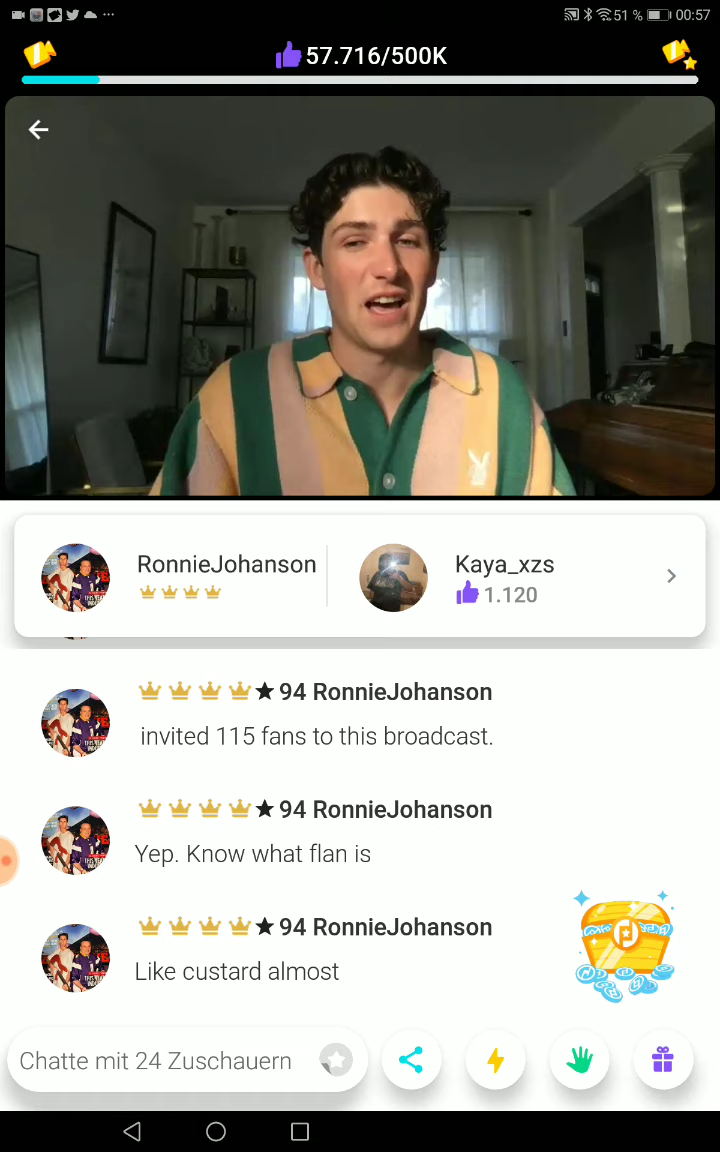 51 % 00:57
57.716/500K
RonnieJohanson
Kaya_xzs
1.120
94 RonnieJohanson
invited 115 fans to this broadcast.
94 RonnieJohanson
Yep. Know what flan is
94 RonnieJohanson
Like custard almost
Chatte mit 24 Zuschauern